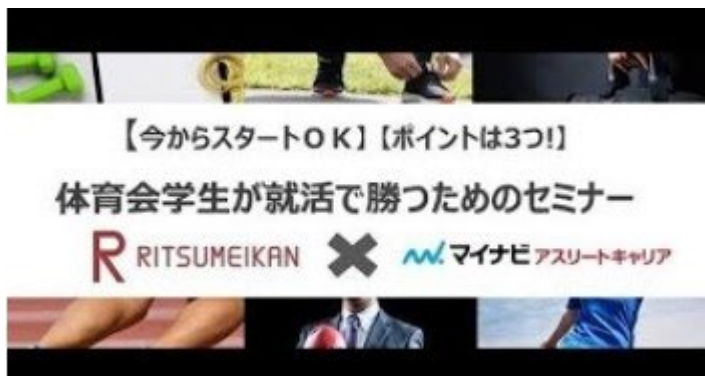 【今からスタートOK】【ポイントは3つ!】
体育会学生が就活で勝つためのセミナー
R RITSUMEIKAN × マイナビ アスリートキャリア